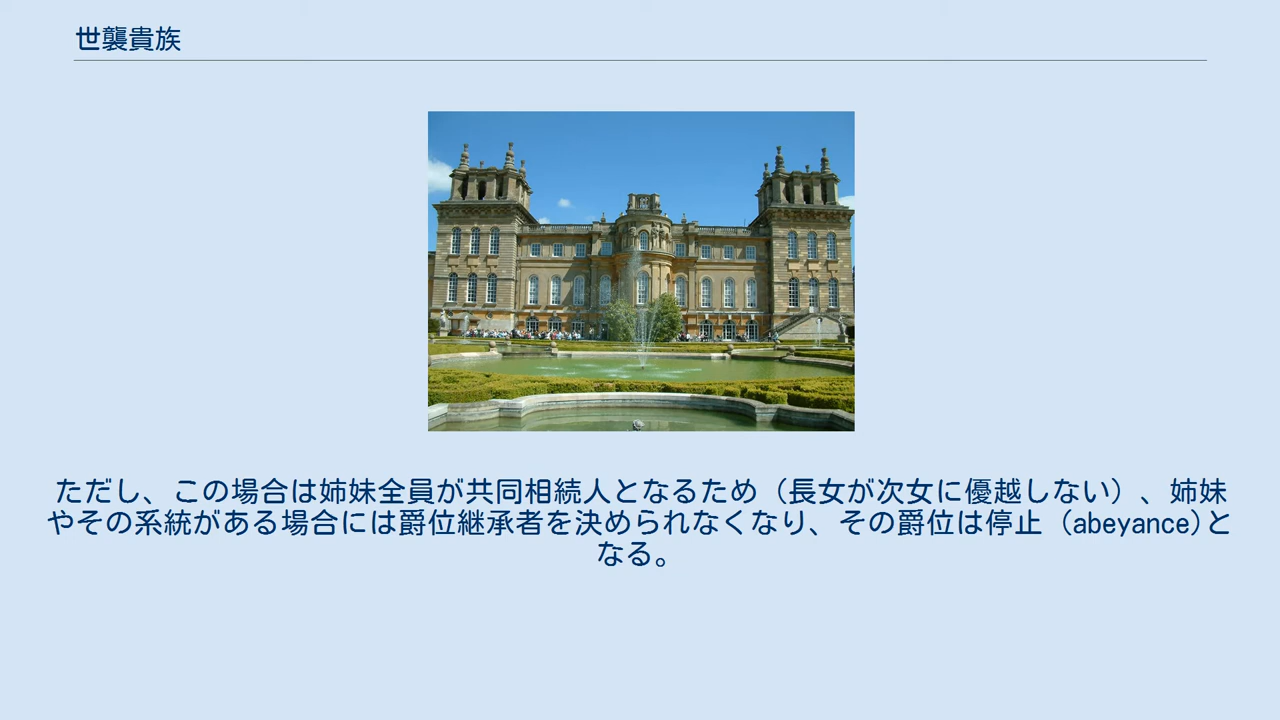 世襲貴族
ただし、この場合は姉妹全員が共同相続人となるため（長女が次女に優越しない）、姉妹
やその系統がある場合には爵位継承者を決められなくなり、その爵位は停止 (abeyance)と
なる。